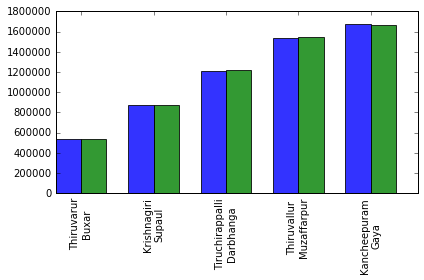 1800000
1600000
1400000
1200000
1000000
800000
600000
400000
200000
0
Thiruvarur
Buxar
Krishnagiri
Supaul
Tiruchirappalli
Darbhanga
Thiruvallur
Muzaffarpur
Kancheepuram
Gaya